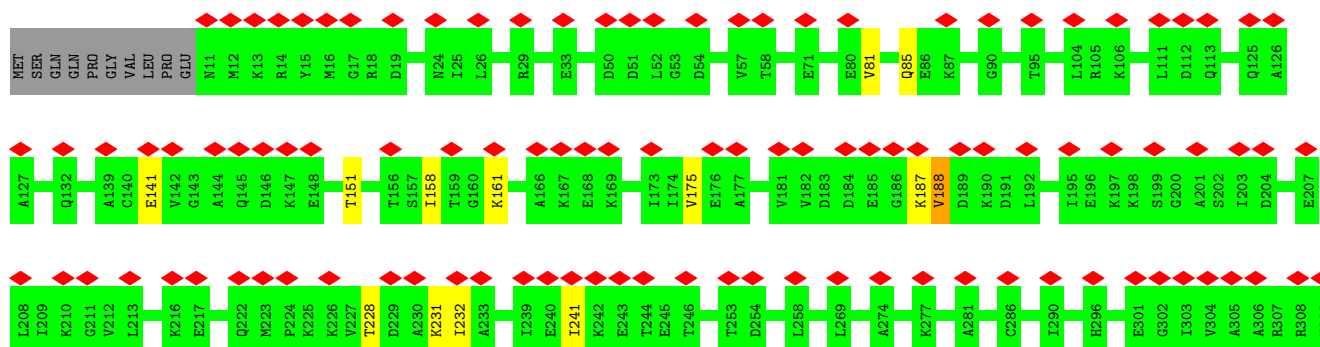 MET SER GLN GLN PRO GLY VAL LEU PRO GLU N11 M12 K13 R14 Y15 M16 G17 R18 D19 N24 I25 L26 R29 E33 D50 D51 L52 G53 D54 V57 T58 E71 E80 V81 Q85 E86 K87 G90 T95 L104 R105 K106 L111 D112 Q113 Q125 A126
A127 Q132 A139 C140 E141 V142 G143 A144 Q145 D146 K147 E148 T151 T156 S157 I158 T159 G160 K161 A166 K167 E168 K169 I173 I174 V175 E176 A177 V181 V182 D183 D184 E185 G186 K187 V188 D189 K190 D191 L192 I195 E196 K197 K198 S199 G200 A201 S202 I203 D204 E207
L208 I209 K210 G211 V212 L213 K216 E217 Q222 M223 P224 K225 K226 V227 T228 D229 A230 K231 I232 A233 I239 E240 I241 K242 E243 T244 E245 T246 T253 D254 L258 L269 A274 K277 A281 C286 I290 H296 E301 G302 I303 V304 A305 A306 R307 R308